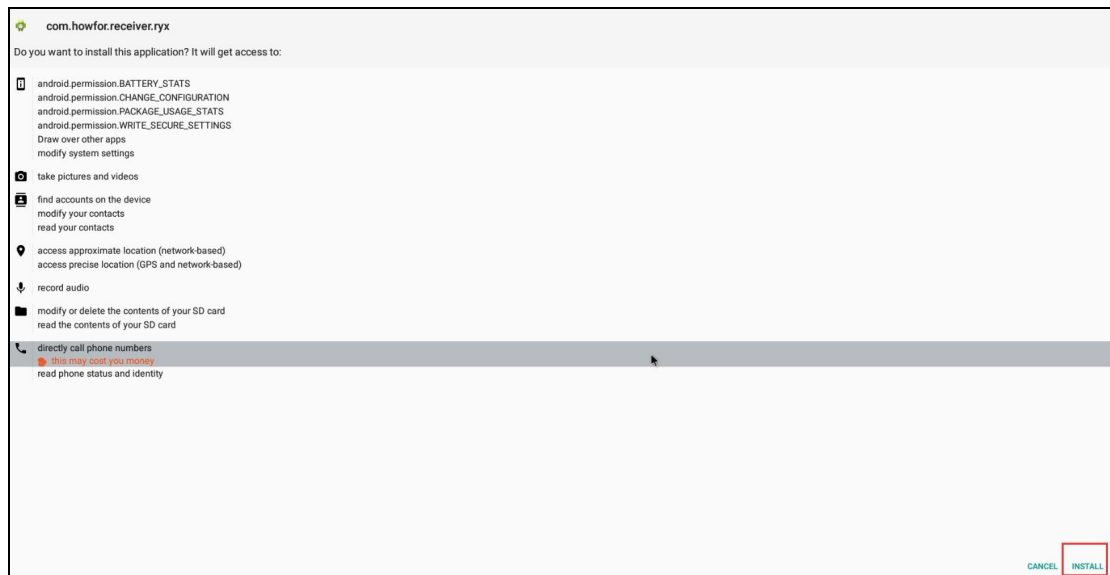 com.howfor.receiver.ryx
Do you want to install this application? It will get access to:
android.permission.BATTERY_STATS
android.permission.CHANGE_CONFIGURATION
android.permission.PACKAGE_USAGE_STATS
android.permission.WRITE_SECURE_SETTINGS
Draw over other apps
modify system settings
take pictures and videos
find accounts on the device
modify your contacts
read your contacts
access approximate location (network-based)
access precise location (GPS and network-based)
record audio
modify or delete the contents of your SD card
read the contents of your SD card
directly call phone numbers
this may cost you money
read phone status and identity
CANCEL INSTALL